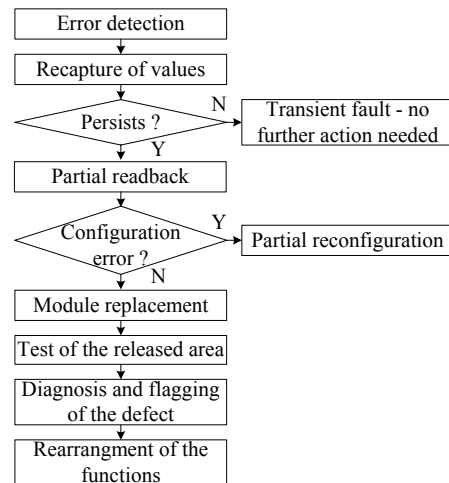 Error detection
Recapture of values
N
Persists ?
Transient fault - no
further action needed
Y
Partial readback
Y
Configuration
error ?
Partial reconfiguration
N
Module replacement
Test of the released area
Diagnosis and flagging
of the defect
Rearrangment of the
functions